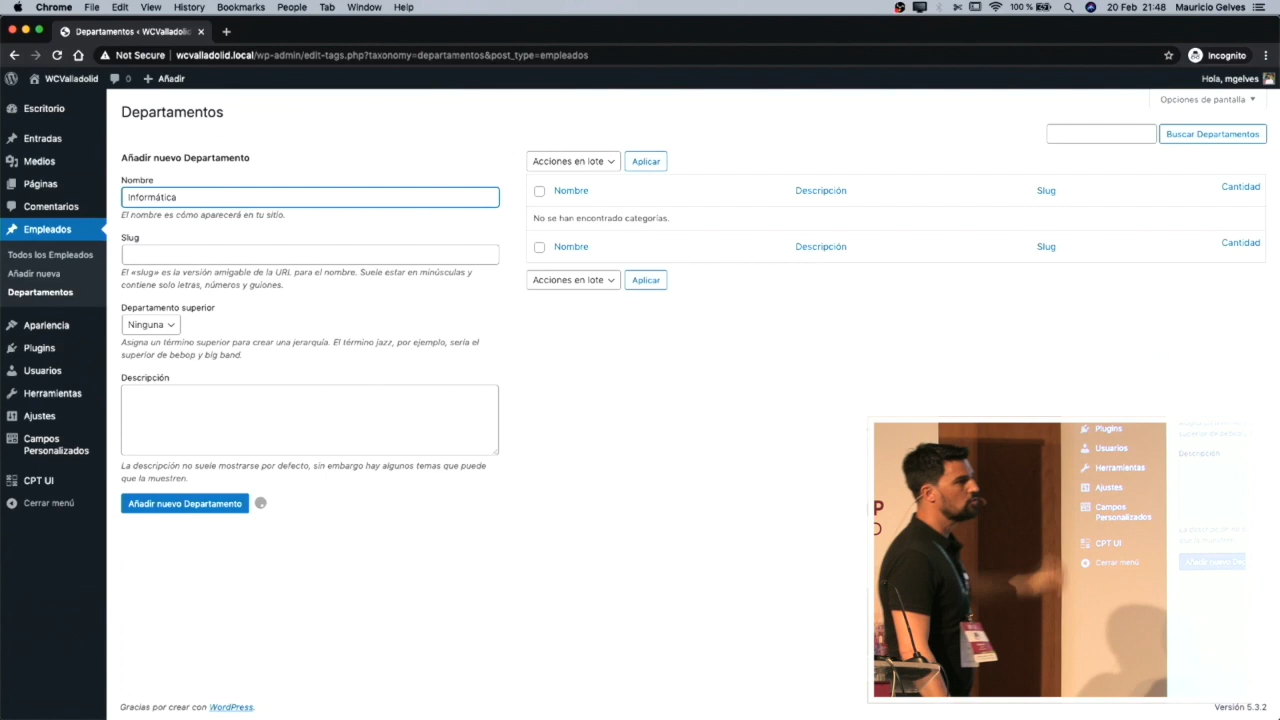 Chrome File Edit View History Bookmarks People Tab Window Help 100 % 20 Feb 21:48 Mauricio Gelves
Departamentos ‹ WCValladolid
Not Secure | wcvalladolid.local/wp-admin/edit-tags.php?taxonomy=departamentos&post_type=empleados Incognito
WCValladolid 0 Añadir Hola, mgelves
Opciones de pantalla
Escritorio
Entradas
Medios
Páginas
Comentarios
Empleados
Todos los Empleados
Añadir nueva
Departamentos
Apariencia
Plugins
Usuarios
Herramientas
Ajustes
Campos
Personalizados
CPT UI
Cerrar menú
Departamentos
Buscar Departamentos
Añadir nuevo Departamento
Nombre
Informática
El nombre es cómo aparecerá en tu sitio.
Slug
El «slug» es la versión amigable de la URL para el nombre. Suele estar en minúsculas y
contiene solo letras, números y guiones.
Departamento superior
Ninguna
Asigna un término superior para crear una jerarquía. El término jazz, por ejemplo, sería el
superior de bebop y big band.
Descripción
La descripción no suele mostrarse por defecto, sin embargo hay algunos temas que puede
que la muestren.
Añadir nuevo Departamento
Acciones en lote Aplicar
Nombre Descripción Slug Cantidad
No se han encontrado categorías.
Nombre Descripción Slug Cantidad
Acciones en lote Aplicar
Plugins
Usuarios
Herramientas
Ajustes
Campos
Personalizados
CPT UI
Cerrar menú
Descripción
P
O
Gracias por crear con WordPress.
Versión 5.3.2